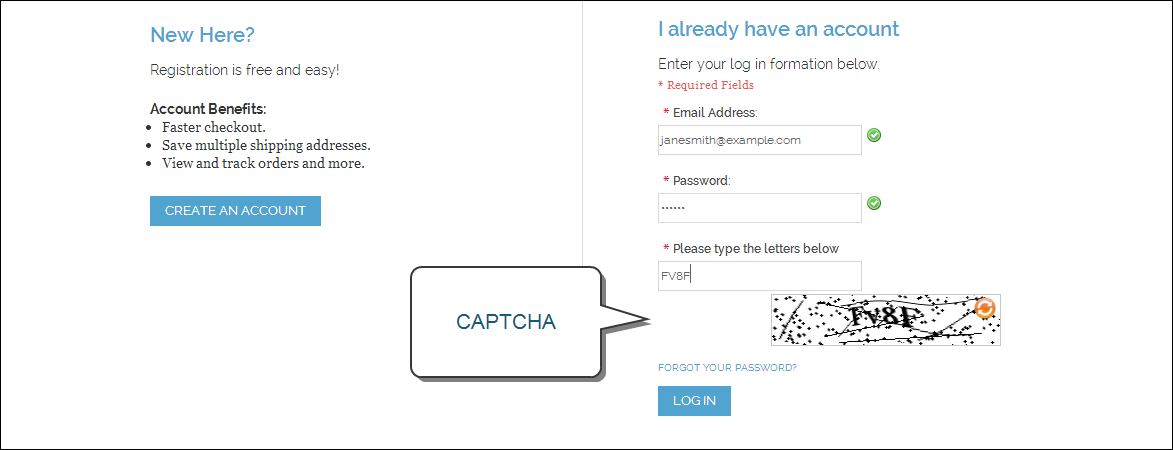 New Here?
Registration is free and easy!
Account Benefits:
• Faster checkout.
• Save multiple shipping addresses.
• View and track orders and more.
CREATE AN ACCOUNT
I already have an account
Enter your log in formation below.
* Required Fields
* Email Address:
janesmith@example.com
* Password:
••••••
* Please type the letters below
FV8F
CAPTCHA
FV8F
FORGOT YOUR PASSWORD?
LOG IN